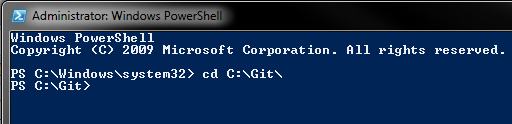 Administrator: Windows PowerShell
Windows PowerShell
Copyright (C) 2009 Microsoft Corporation. All rights reserved.
PS C:\Windows\system32> cd C:\Git\
PS C:\Git>